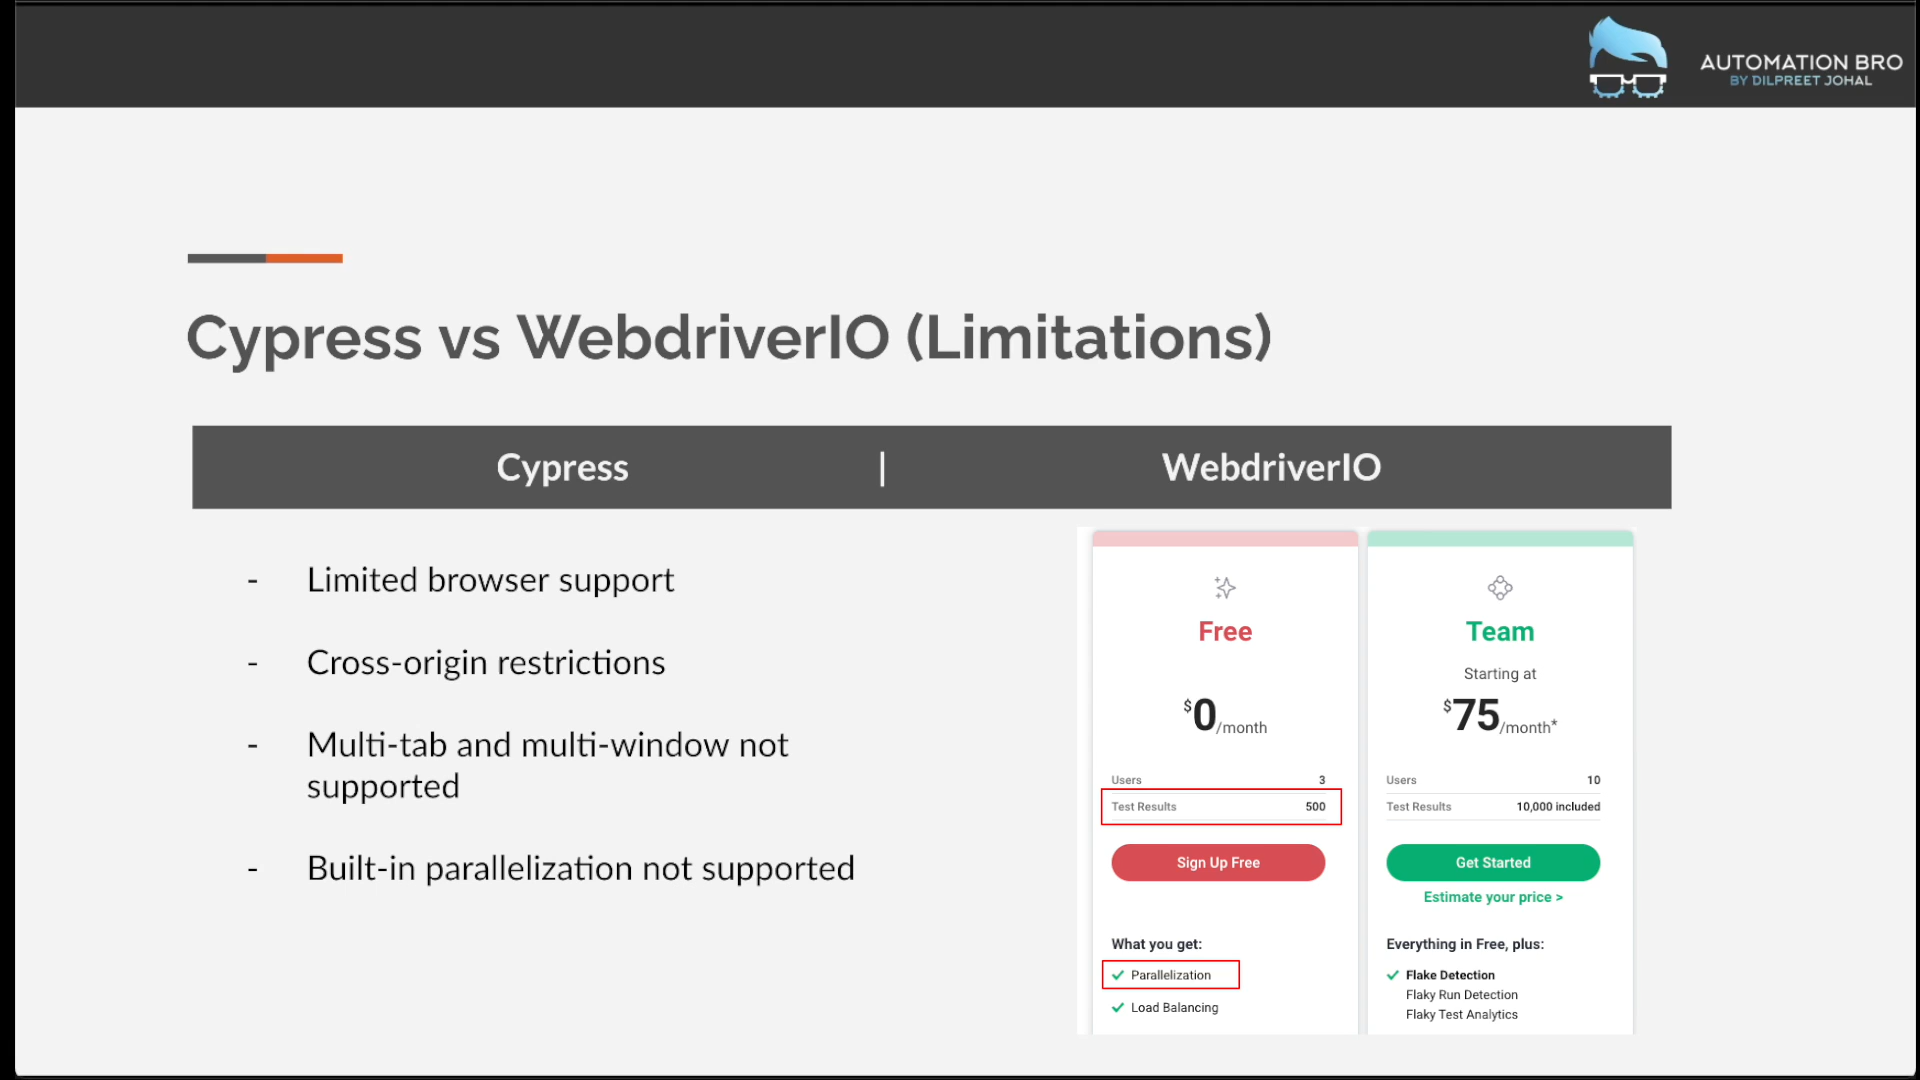 AUTOMATION BRO
BY DILPREET JOHAL
Cypress vs WebdriverIO (Limitations)
Cypress | WebdriverIO
- Limited browser support
- Cross-origin restrictions
- Multi-tab and multi-window not
supported
- Built-in parallelization not supported
Free
$0/month
Users 3
Test Results 500
Sign Up Free
What you get:
Parallelization
Load Balancing
Team
Starting at
$75/month*
Users 10
Test Results 10,000 included
Get Started
Estimate your price >
Everything in Free, plus:
Flake Detection
Flaky Run Detection
Flaky Test Analytics